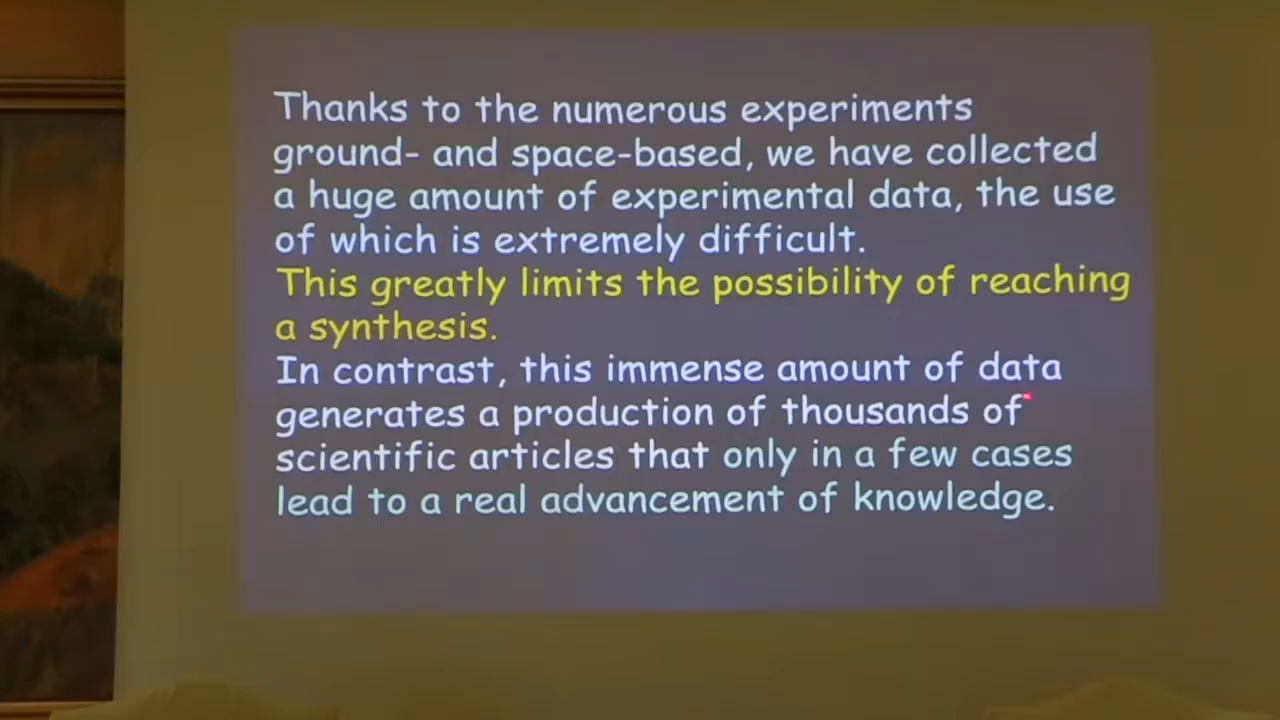 Thanks to the numerous experiments
ground- and space-based, we have collected
a huge amount of experimental data, the use
of which is extremely difficult.
This greatly limits the possibility of reaching
a synthesis.
In contrast, this immense amount of data
generates a production of thousands of
scientific articles that only in a few cases
lead to a real advancement of knowledge.